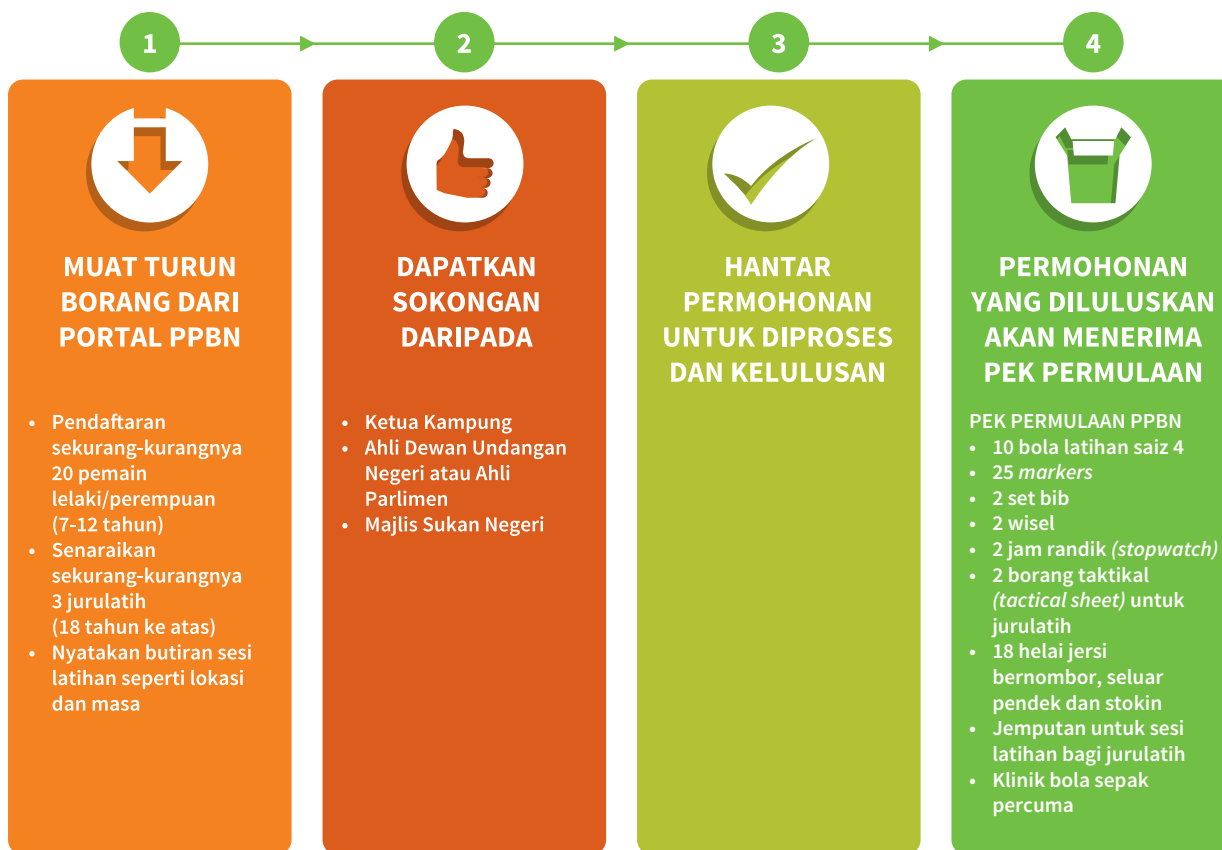 1
2
3
4
MUAT TURUN
BORANG DARI
PORTAL PPBN
• Pendaftaran
sekurang-kurangnya
20 pemain
lelaki/perempuan
(7-12 tahun)
• Senaraikan
sekurang-kurangnya
3 jurulatih
(18 tahun ke atas)
• Nyatakan butiran sesi
latihan seperti lokasi
dan masa
DAPATKAN
SOKONGAN
DARIPADA
• Ketua Kampung
• Ahli Dewan Undangan
Negeri atau Ahli
Parlimen
• Majlis Sukan Negeri
HANTAR
PERMOHONAN
UNTUK DIPROSES
DAN KELULUSAN
PERMOHONAN
YANG DILULUSKAN
AKAN MENERIMA
PEK PERMULAAN
PEK PERMULAAN PPBN
• 10 bola latihan saiz 4
• 25 markers
• 2 set bib
• 2 wisel
• 2 jam randik (stopwatch)
• 2 borang taktikal
(tactical sheet) untuk
jurulatih
• 18 helai jersi
bernombor, seluar
pendek dan stokin
• Jemputan untuk sesi
latihan bagi jurulatih
• Klinik bola sepak
percuma